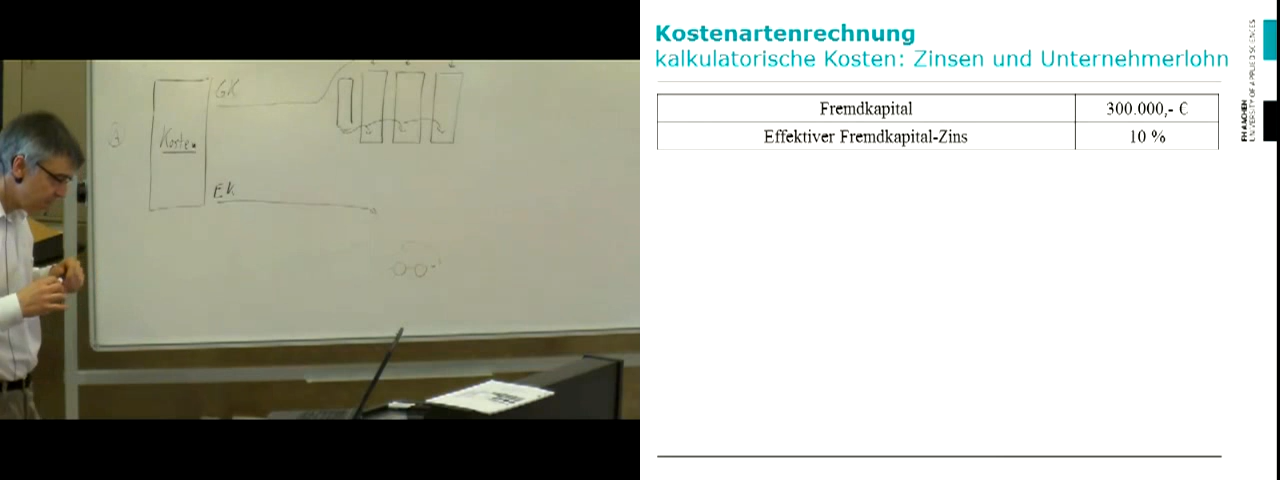 GK
Kosten
EK
Kostenartenrechnung
kalkulatorische Kosten: Zinsen und Unternehmerlohn
Fremdkapital 300.000,- €
Effektiver Fremdkapital-Zins 10 %
FH AACHEN
UNIVERSITY OF APPLIED SCIENCES